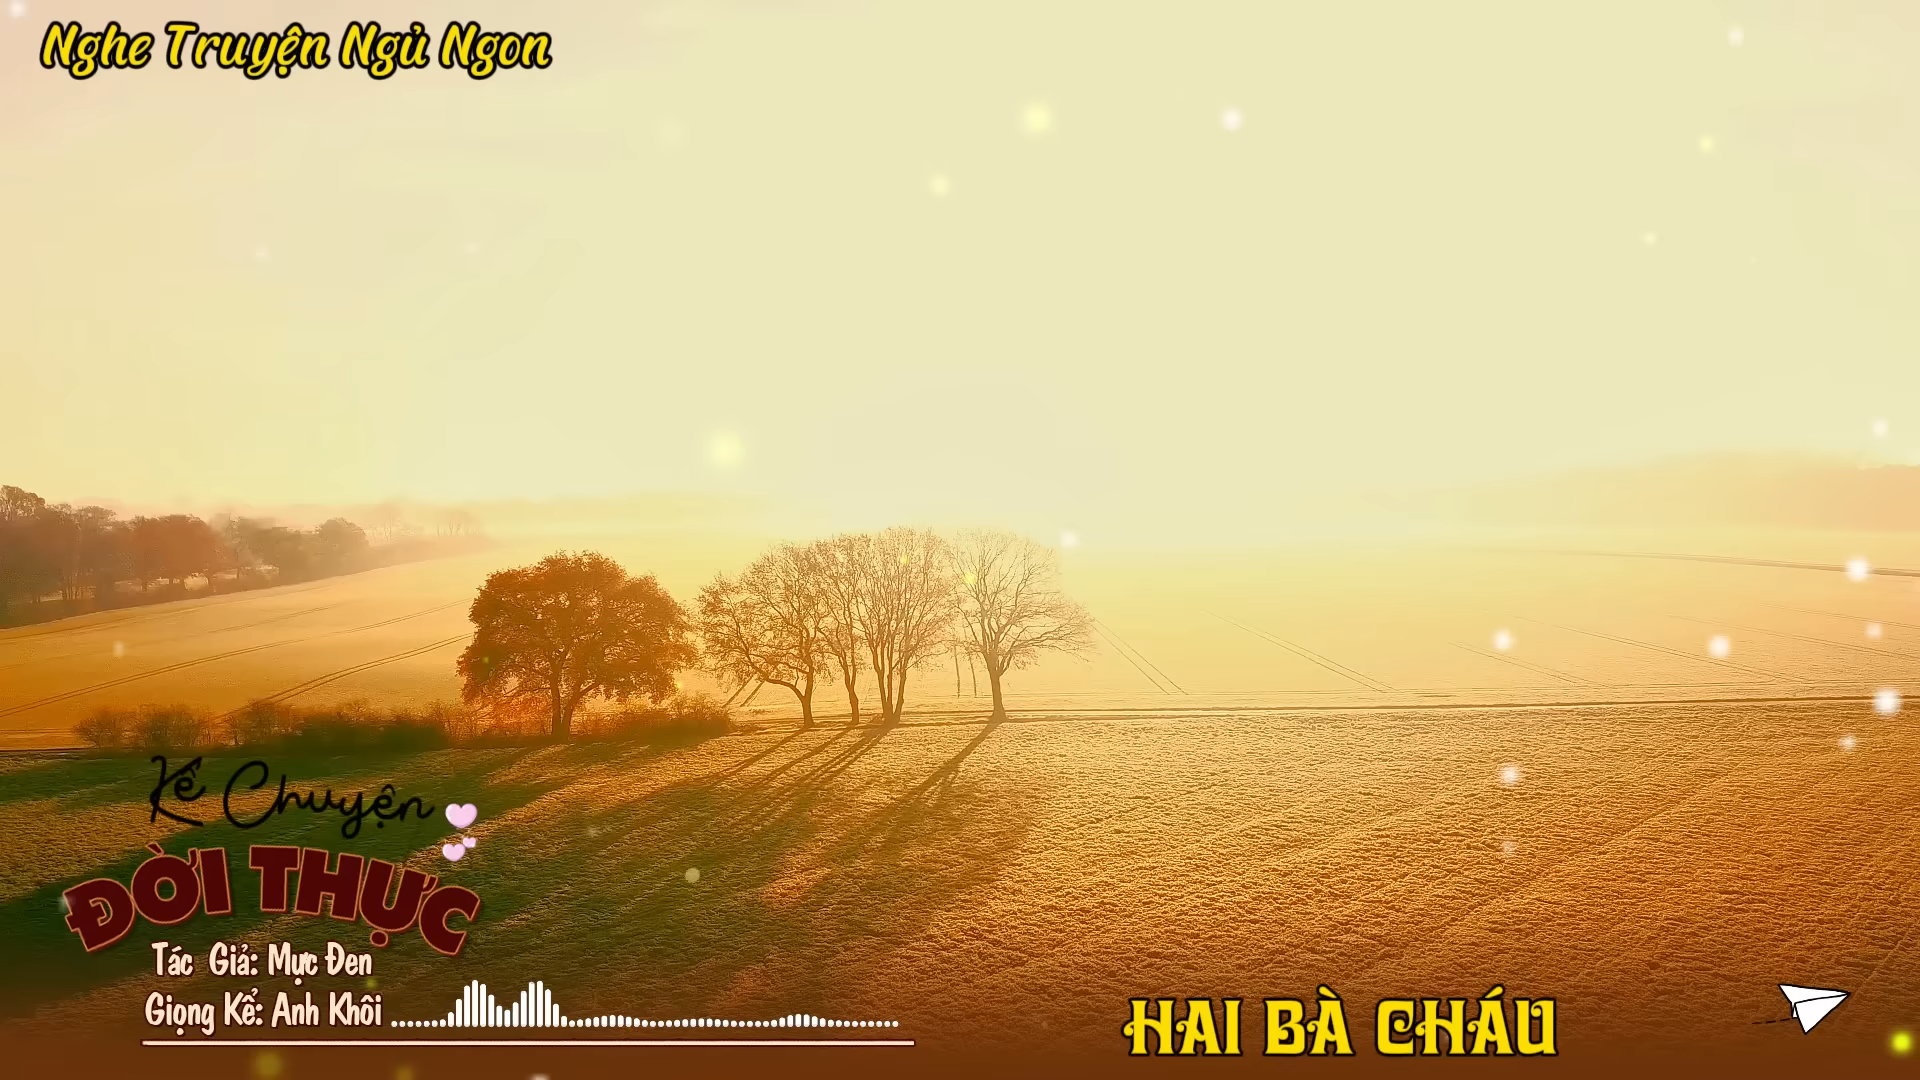 Nghe Truyện Ngủ Ngon
Kể Chuyện
ĐỜI THỰC
Tác Giả: Mực Đen
Giọng Kể: Anh Khôi
HAI BÀ CHÁU